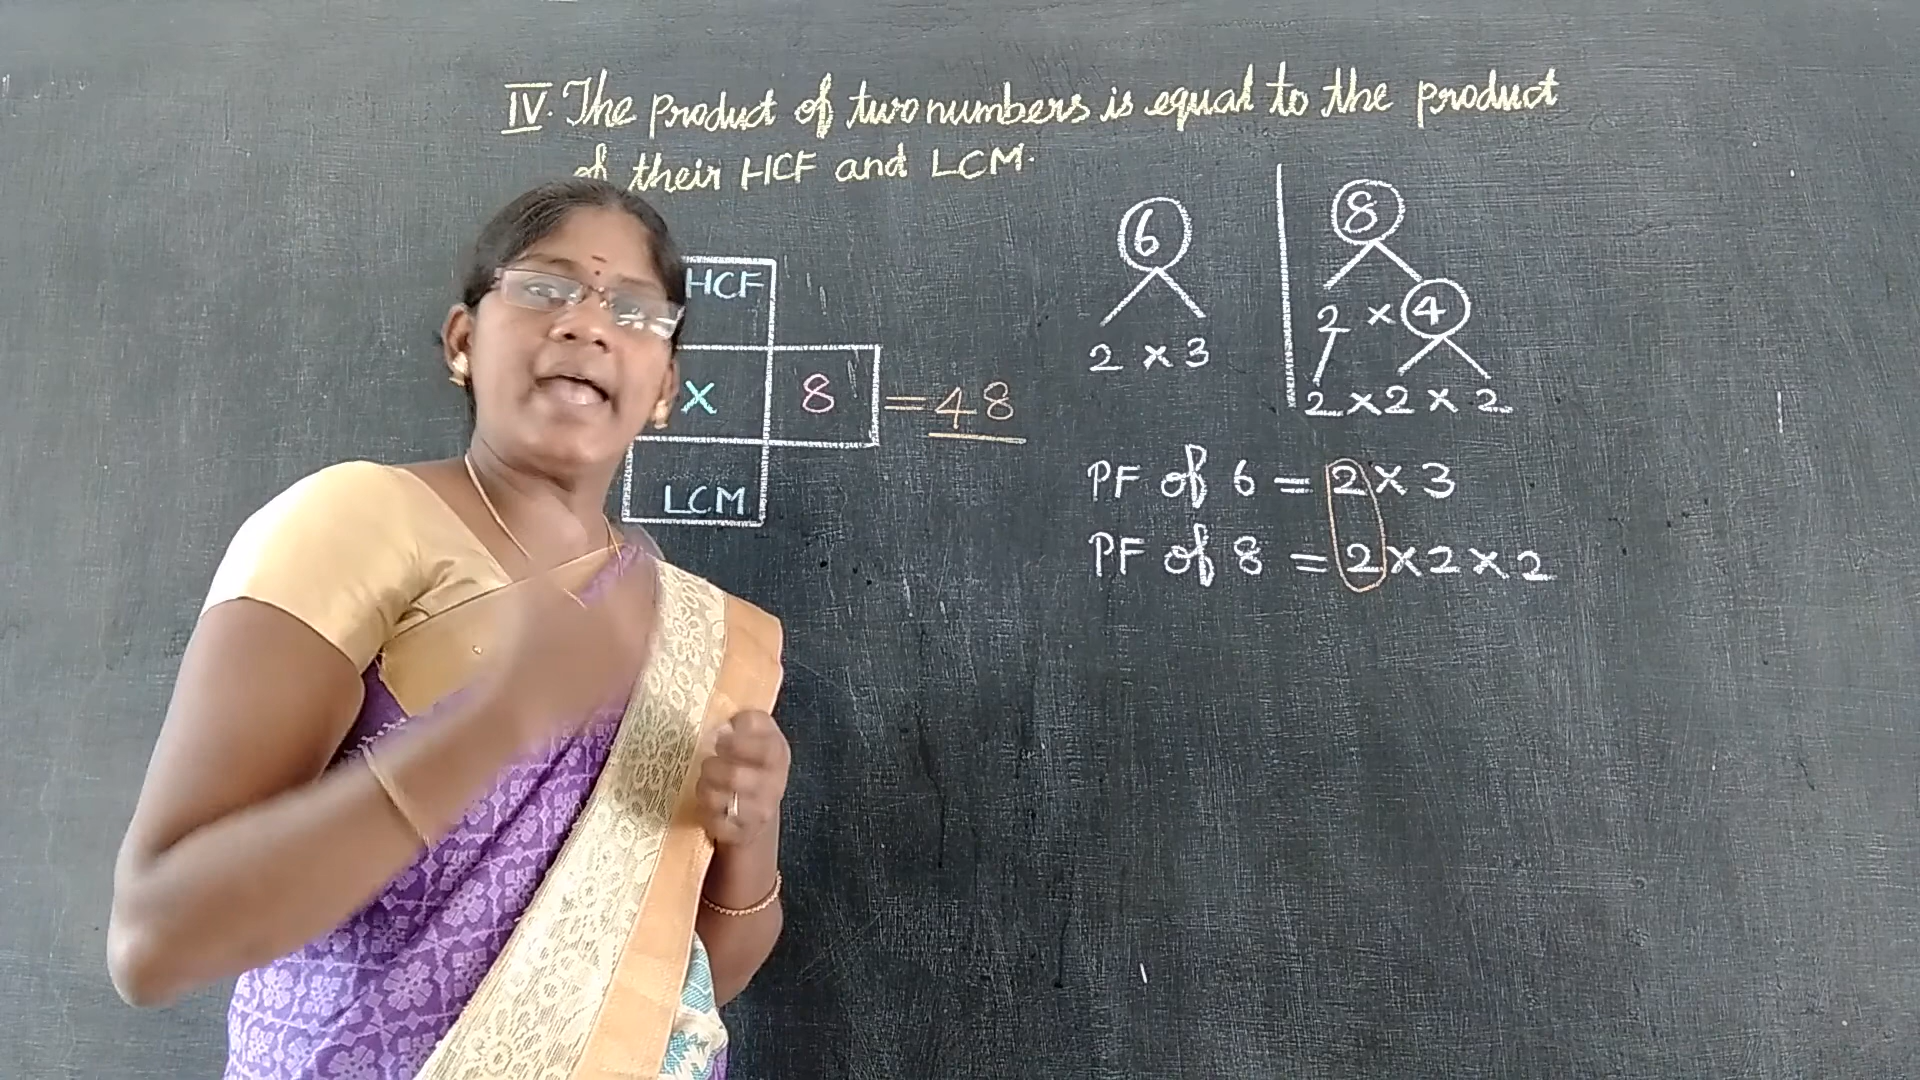 IV. The product of two numbers is equal to the product
of their HCF and LCM.
HCF
X 8 = 48
LCM
6
2 x 3
8
2 x 4
2 x 2 x 2
PF of 6 = 2 x 3
PF of 8 = 2 x 2 x 2